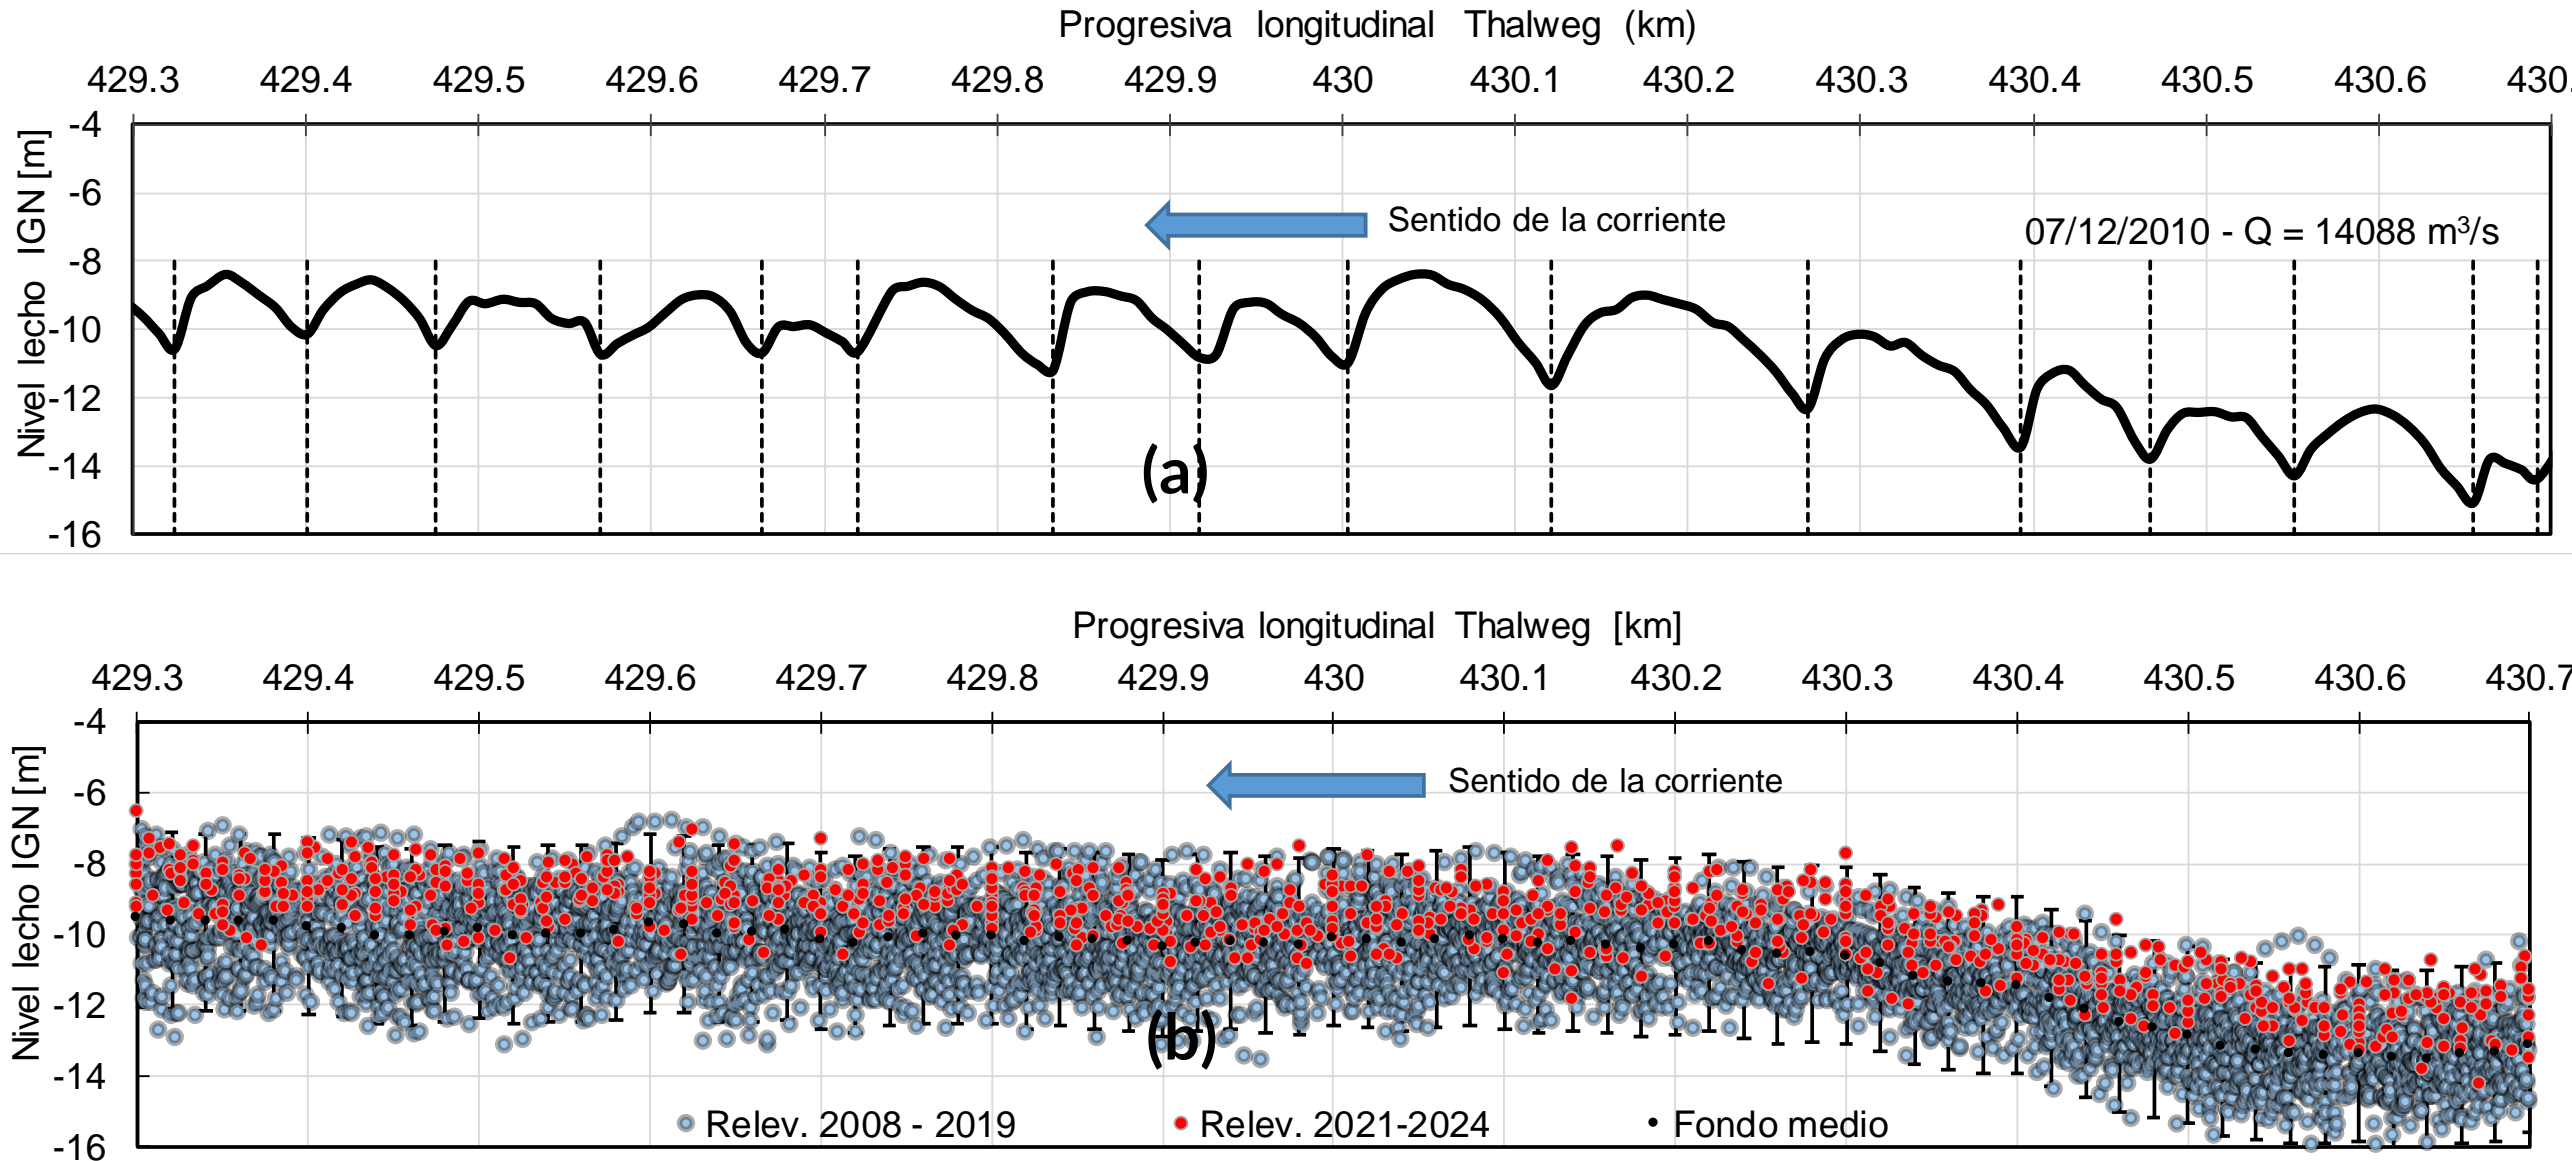 Progresiva longitudinal Thalweg (km)
429.3 429.4 429.5 429.6 429.7 429.8 429.9 430 430.1 430.2 430.3 430.4 430.5 430.6 430.
Nivel lecho IGN [m]
-4
-6
-8
-10
-12
-14
-16
Sentido de la corriente
07/12/2010 - Q = 14088 m³/s
(a)
Progresiva longitudinal Thalweg [km]
429.3 429.4 429.5 429.6 429.7 429.8 429.9 430 430.1 430.2 430.3 430.4 430.5 430.6 430.7
Nivel lecho IGN [m]
-4
-6
-8
-10
-12
-14
-16
Sentido de la corriente
(b)
Relev. 2008 - 2019 Relev. 2021-2024 Fondo medio